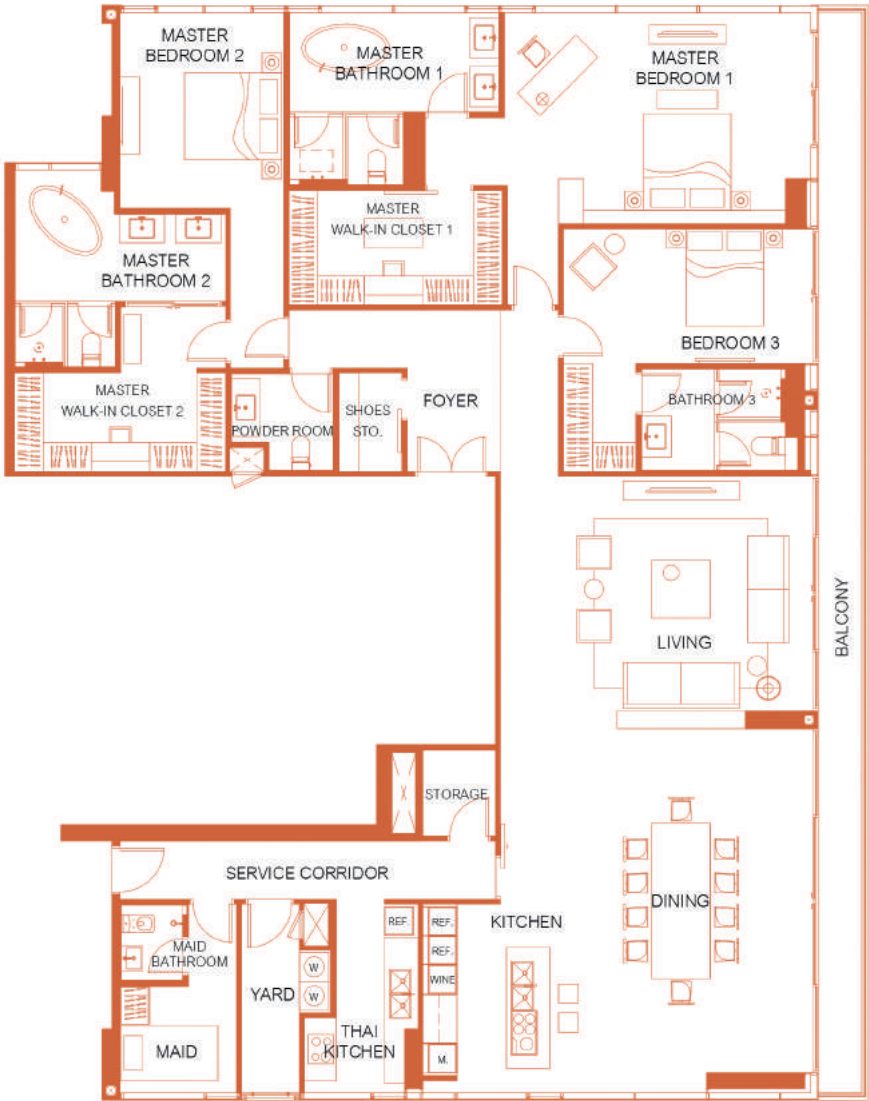 MASTER
BEDROOM 2
MASTER
BATHROOM 1
MASTER
BEDROOM 1
MASTER
WALK-IN CLOSET 1
MASTER
BATHROOM 2
BEDROOM 3
MASTER
WALK-IN CLOSET 2
POWDER ROOM
SHOES
STO.
FOYER
BATHROOM 3
LIVING
BALCONY
STORAGE
SERVICE CORRIDOR
DINING
KITCHEN
REF.
REF.
REF.
WINE
M.
MAID
BATHROOM
YARD
W
W
THAI
KITCHEN
MAID